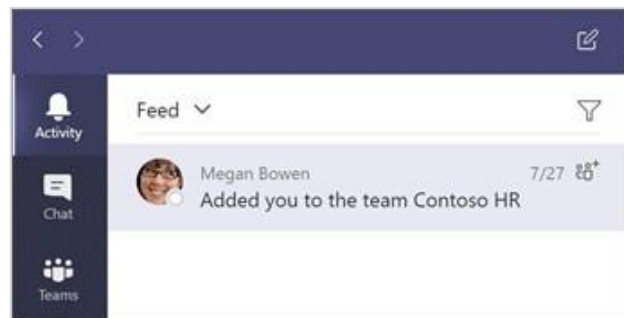 Activity
Chat
Teams
Feed
Megan Bowen 7/27
Added you to the team Contoso HR